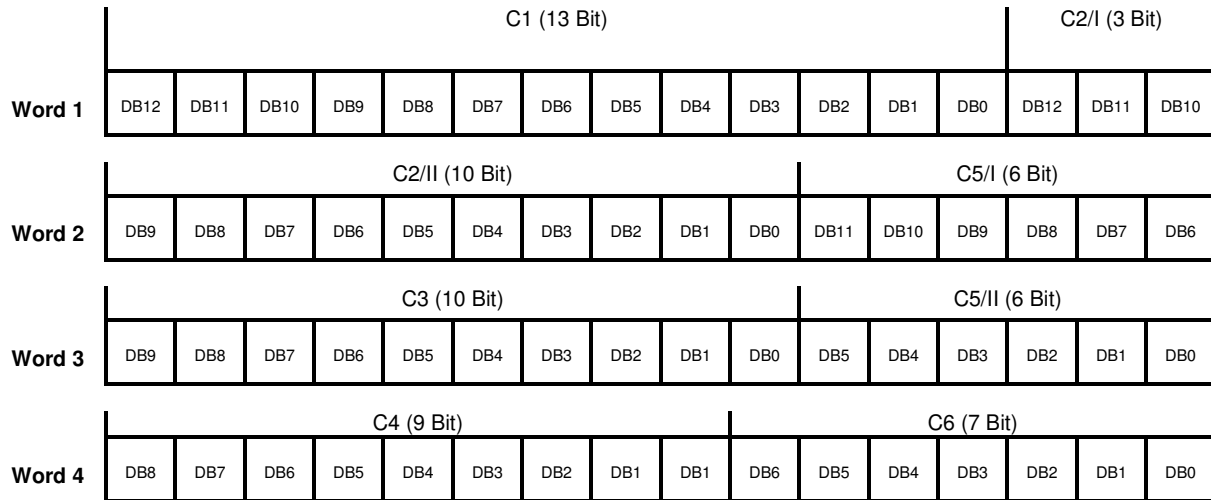 C1 (13 Bit) C2/I (3 Bit)
Word 1 DB12 DB11 DB10 DB9 DB8 DB7 DB6 DB5 DB4 DB3 DB2 DB1 DB0 DB12 DB11 DB10
C2/II (10 Bit) C5/I (6 Bit)
Word 2 DB9 DB8 DB7 DB6 DB5 DB4 DB3 DB2 DB1 DB0 DB11 DB10 DB9 DB8 DB7 DB6
C3 (10 Bit) C5/II (6 Bit)
Word 3 DB9 DB8 DB7 DB6 DB5 DB4 DB3 DB2 DB1 DB0 DB5 DB4 DB3 DB2 DB1 DB0
C4 (9 Bit) C6 (7 Bit)
Word 4 DB8 DB7 DB6 DB5 DB4 DB3 DB2 DB1 DB1 DB6 DB5 DB4 DB3 DB2 DB1 DB0